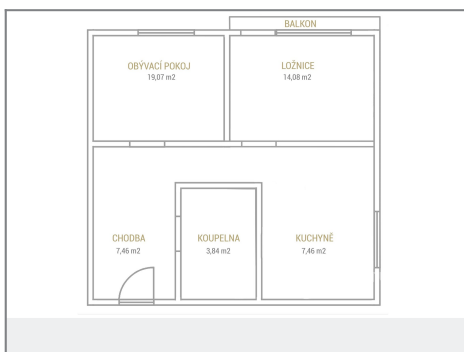 BALKON
OBÝVACÍ POKOJ
19,07 m2
LOŽNICE
14,08 m2
CHODBA
7,46 m2
KOUPELNA
3,84 m2
KUCHYNĚ
7,46 m2